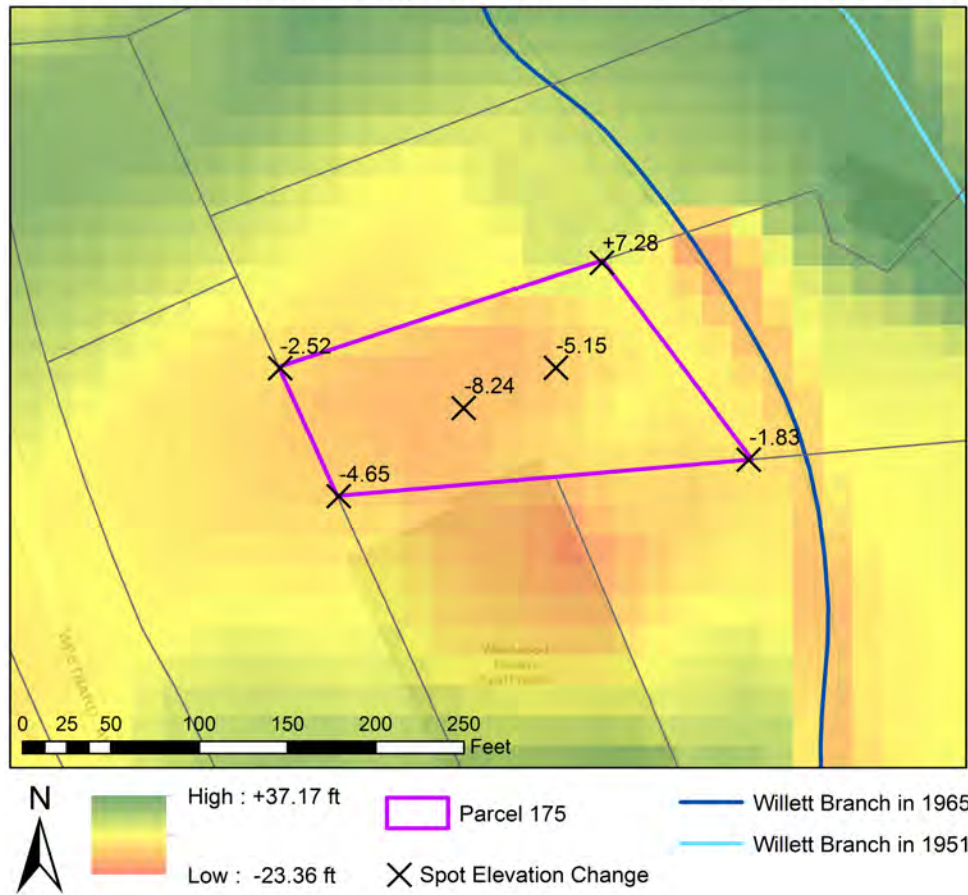 +7.28
-2.52
-5.15
-8.24
-1.83
-4.65
0 25 50 100 150 200 250
Feet
N
High : +37.17 ft
Low : -23.36 ft
Parcel 175
Spot Elevation Change
Willett Branch in 1965
Willett Branch in 1951